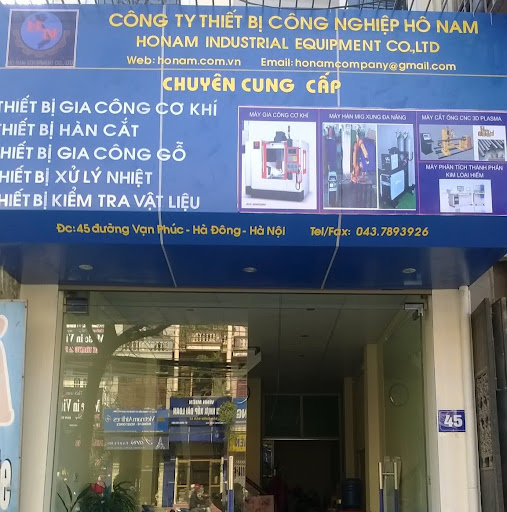 CÔNG TY THIẾT BỊ CÔNG NGHIỆP HÔ NAM
HONAM INDUSTRIAL EQUIPMENT CO,LTD
Web: honam.com.vn Email: honamcompany@gmail.com
CHUYÊN CUNG CẤP
THIẾT BỊ GIA CÔNG CƠ KHÍ
THIẾT BỊ HÀN CẮT
THIẾT BỊ GIA CÔNG GỖ
THIẾT BỊ XỬ LÝ NHIỆT
THIẾT BỊ KIỂM TRA VẬT LIỆU
MÁY GIA CÔNG CƠ KHÍ
MÁY HÀN MIG XUNG ĐA NĂNG
MÁY CẮT ỐNG CNC 3D PLASMA
MÁY PHÂN TÍCH THÀNH PHẦN
KIM LOẠI HIẾM
Đc: 45 đường Vạn Phúc - Hà Đông - Hà Nội Tel/Fax: 043.7893926
45